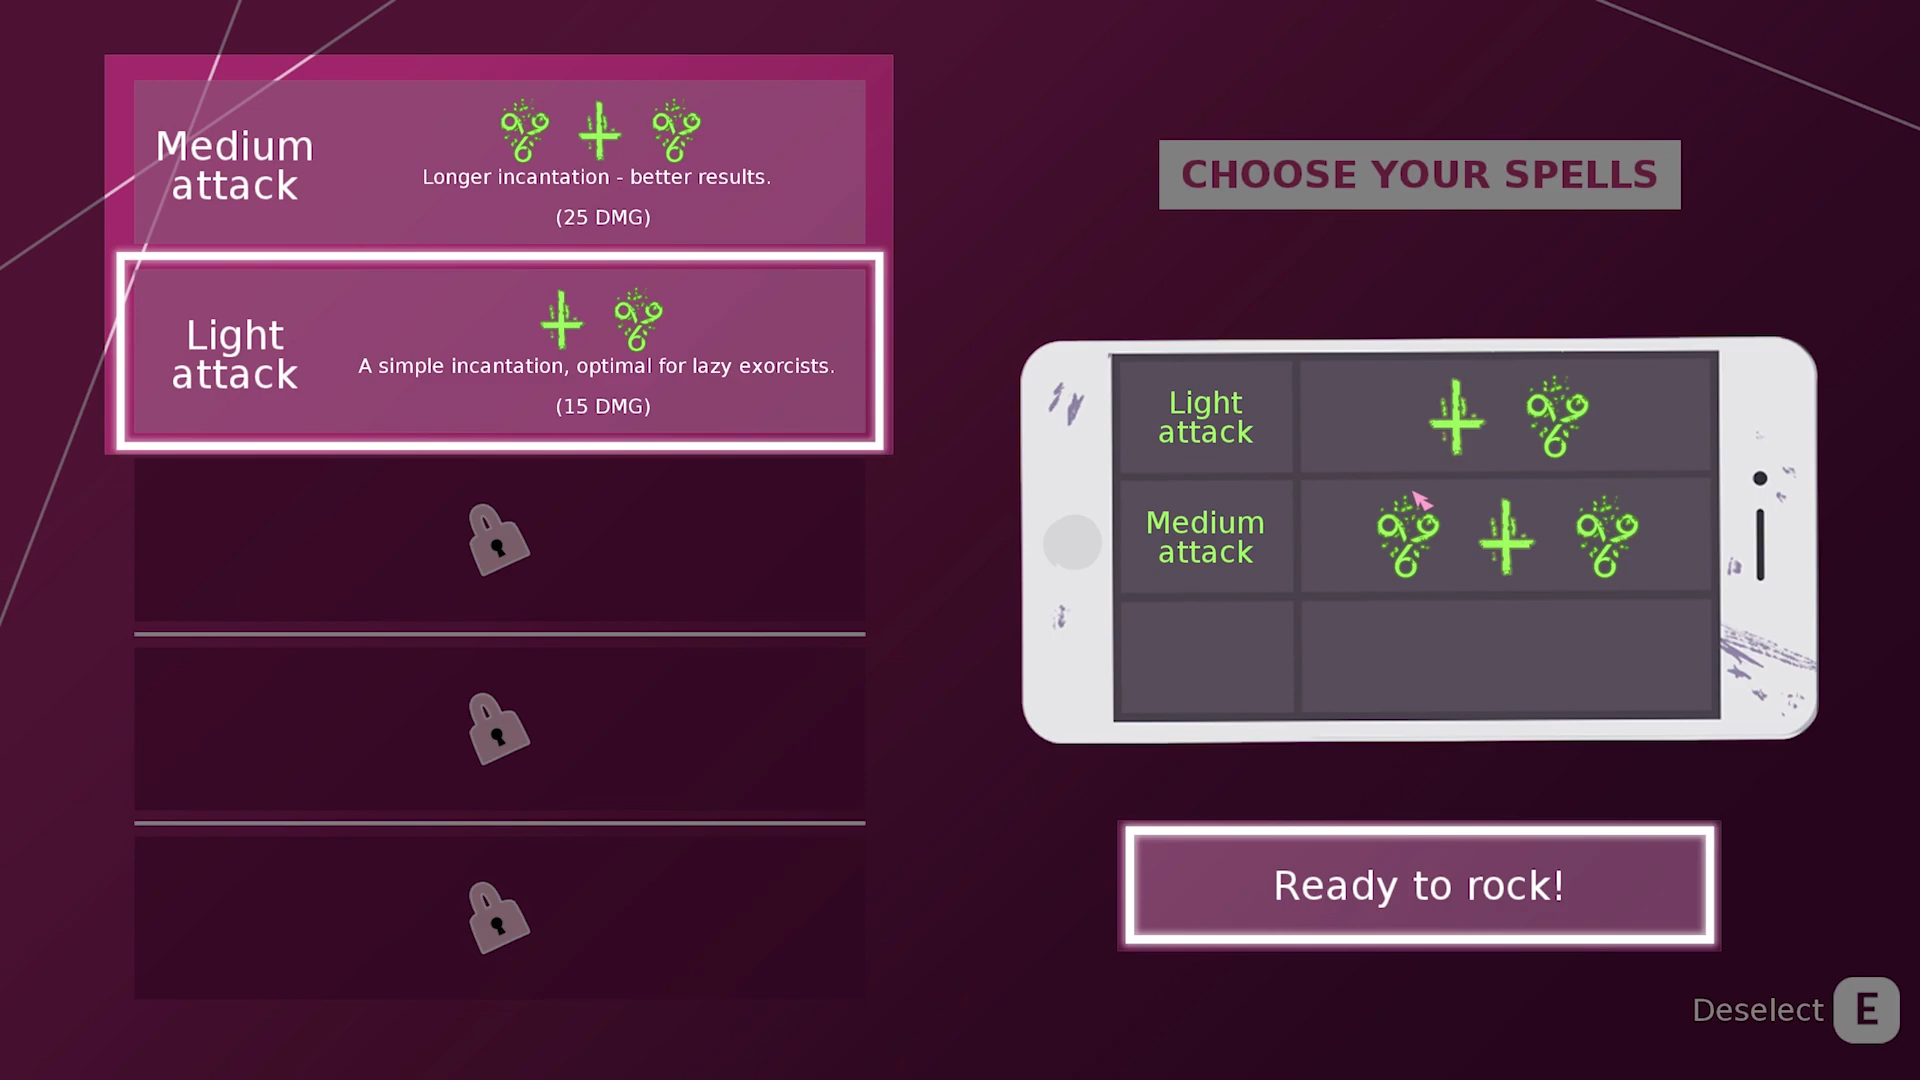 Medium
attack
Longer incantation - better results.
(25 DMG)
Light
attack
A simple incantation, optimal for lazy exorcists.
(15 DMG)
CHOOSE YOUR SPELLS
Light
attack
Medium
attack
Ready to rock!
Deselect E